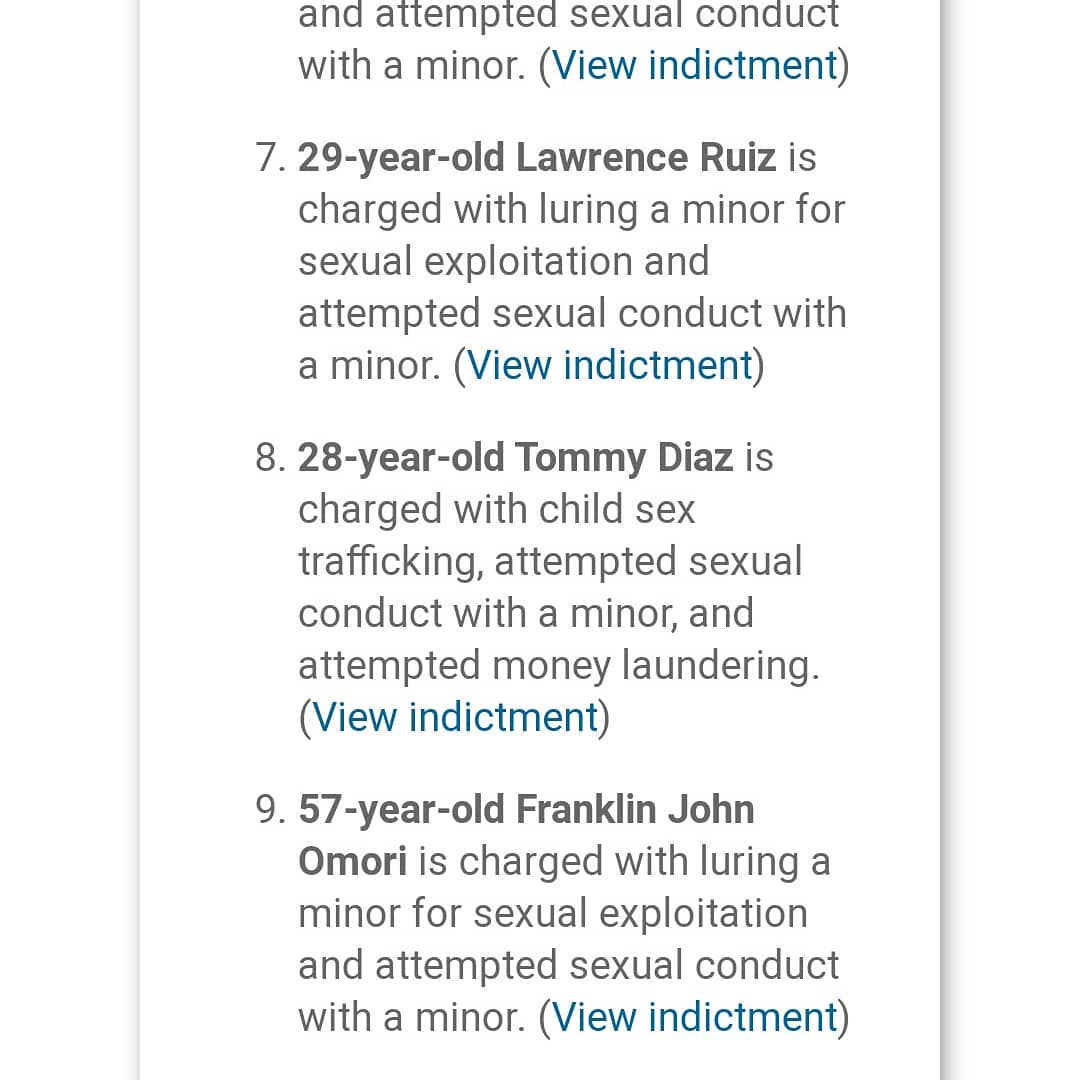 and attempted sexual conduct
with a minor. (View indictment)
7. 29-year-old Lawrence Ruiz is
charged with luring a minor for
sexual exploitation and
attempted sexual conduct with
a minor. (View indictment)
8. 28-year-old Tommy Diaz is
charged with child sex
trafficking, attempted sexual
conduct with a minor, and
attempted money laundering.
(View indictment)
9. 57-year-old Franklin John
Omori is charged with luring a
minor for sexual exploitation
and attempted sexual conduct
with a minor. (View indictment)